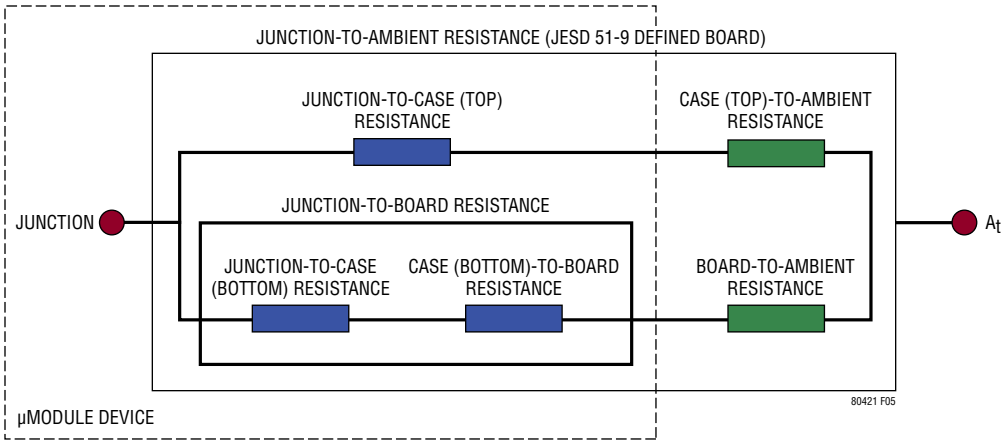 JUNCTION-TO-AMBIENT RESISTANCE (JESD 51-9 DEFINED BOARD)
JUNCTION-TO-CASE (TOP)
RESISTANCE
CASE (TOP)-TO-AMBIENT
RESISTANCE
JUNCTION
JUNCTION-TO-BOARD RESISTANCE
At
JUNCTION-TO-CASE
(BOTTOM) RESISTANCE
CASE (BOTTOM)-TO-BOARD
RESISTANCE
BOARD-TO-AMBIENT
RESISTANCE
80421 F05
µMODULE DEVICE